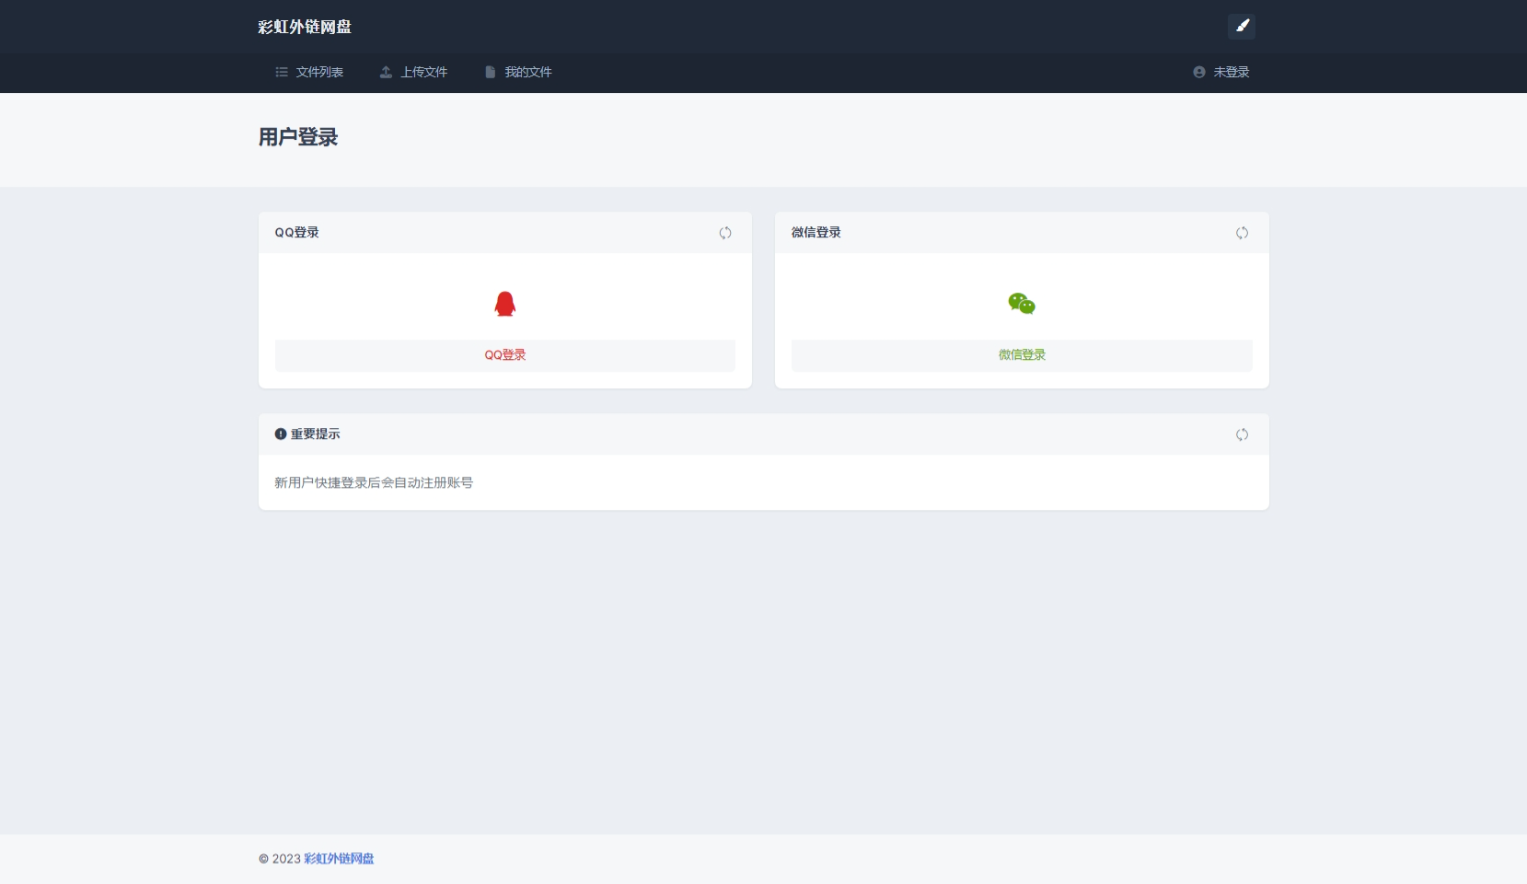 彩虹外链网盘
文件列表 上传文件 我的文件 未登录
用户登录
QQ登录
QQ登录
微信登录
微信登录
重要提示
新用户快捷登录后会自动注册账号
© 2023 彩虹外链网盘